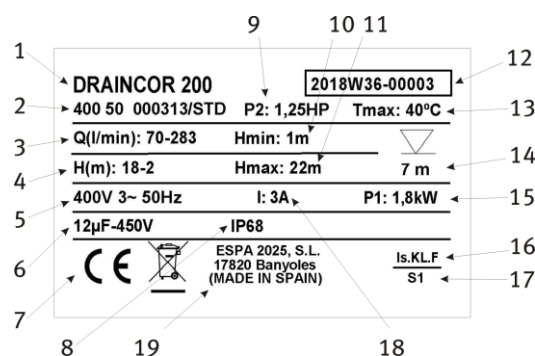 10 11
9
12
1
DRAINCOR 200 2018W36-00003
2 400 50 000313/STD P2: 1,25HP Tmax: 40ºC 13
3 Q(l/min): 70-283 Hmin: 1m
4 H(m): 18-2 Hmax: 22m 7 m 14
5 400V 3~ 50Hz I: 3A P1: 1,8kW 15
6 12µF-450V IP68
CE ESPA 2025, S.L. Is.KL.F 16
17820 Banyoles
7 (MADE IN SPAIN) S1 17
8 19 18